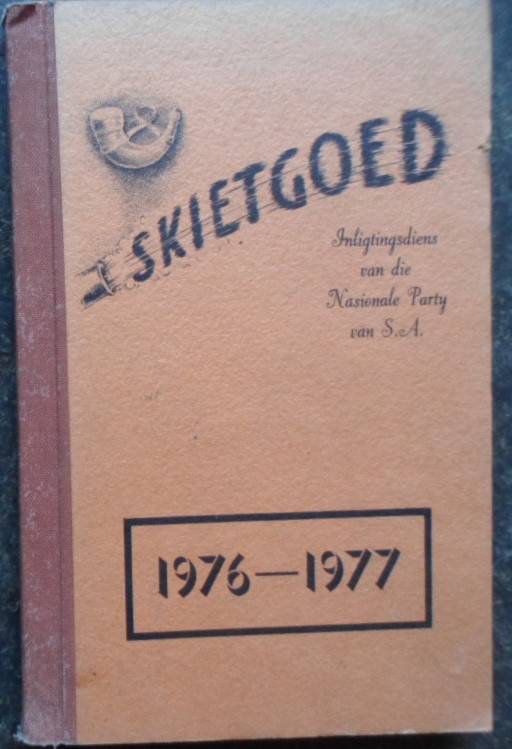 SKIETGOED
Inligtingsdiens
van die
Nasionale Party
van S.A.
1976—1977